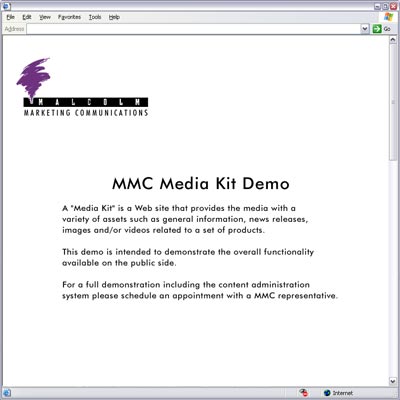 File Edit View Favorites Tools Help
Address Go
MALCOLM
MARKETING COMMUNICATIONS
MMC Media Kit Demo
A "Media Kit" is a Web site that provides the media with a
variety of assets such as general information, news releases,
images and/or videos related to a set of products.
This demo is intended to demonstrate the overall functionality
available on the public side.
For a full demonstration including the content administration
system please schedule an appointment with a MMC representative.
Internet